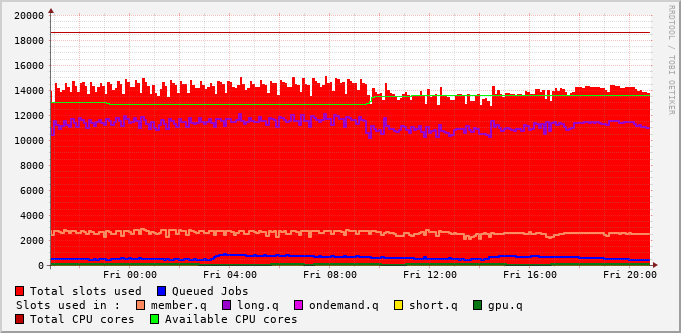 20000
18000
16000
14000
12000
10000
8000
6000
4000
2000
0
Fri 00:00 Fri 04:00 Fri 08:00 Fri 12:00 Fri 16:00 Fri 20:00
RRDTOOL / TOBI OETIKER
Total slots used Queued Jobs
Slots used in : member.q long.q ondemand.q short.q gpu.q
Total CPU cores Available CPU cores